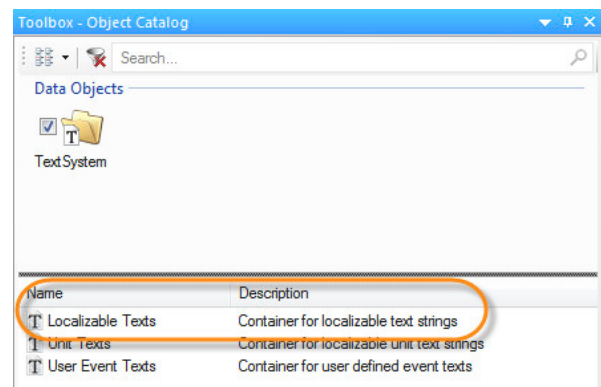 Toolbox - Object Catalog
Search...
Data Objects
T
TextSystem
Name Description
T Localizable Texts Container for localizable text strings
T Unit Texts Container for localizable unit text strings
T User Event Texts Container for user defined event texts